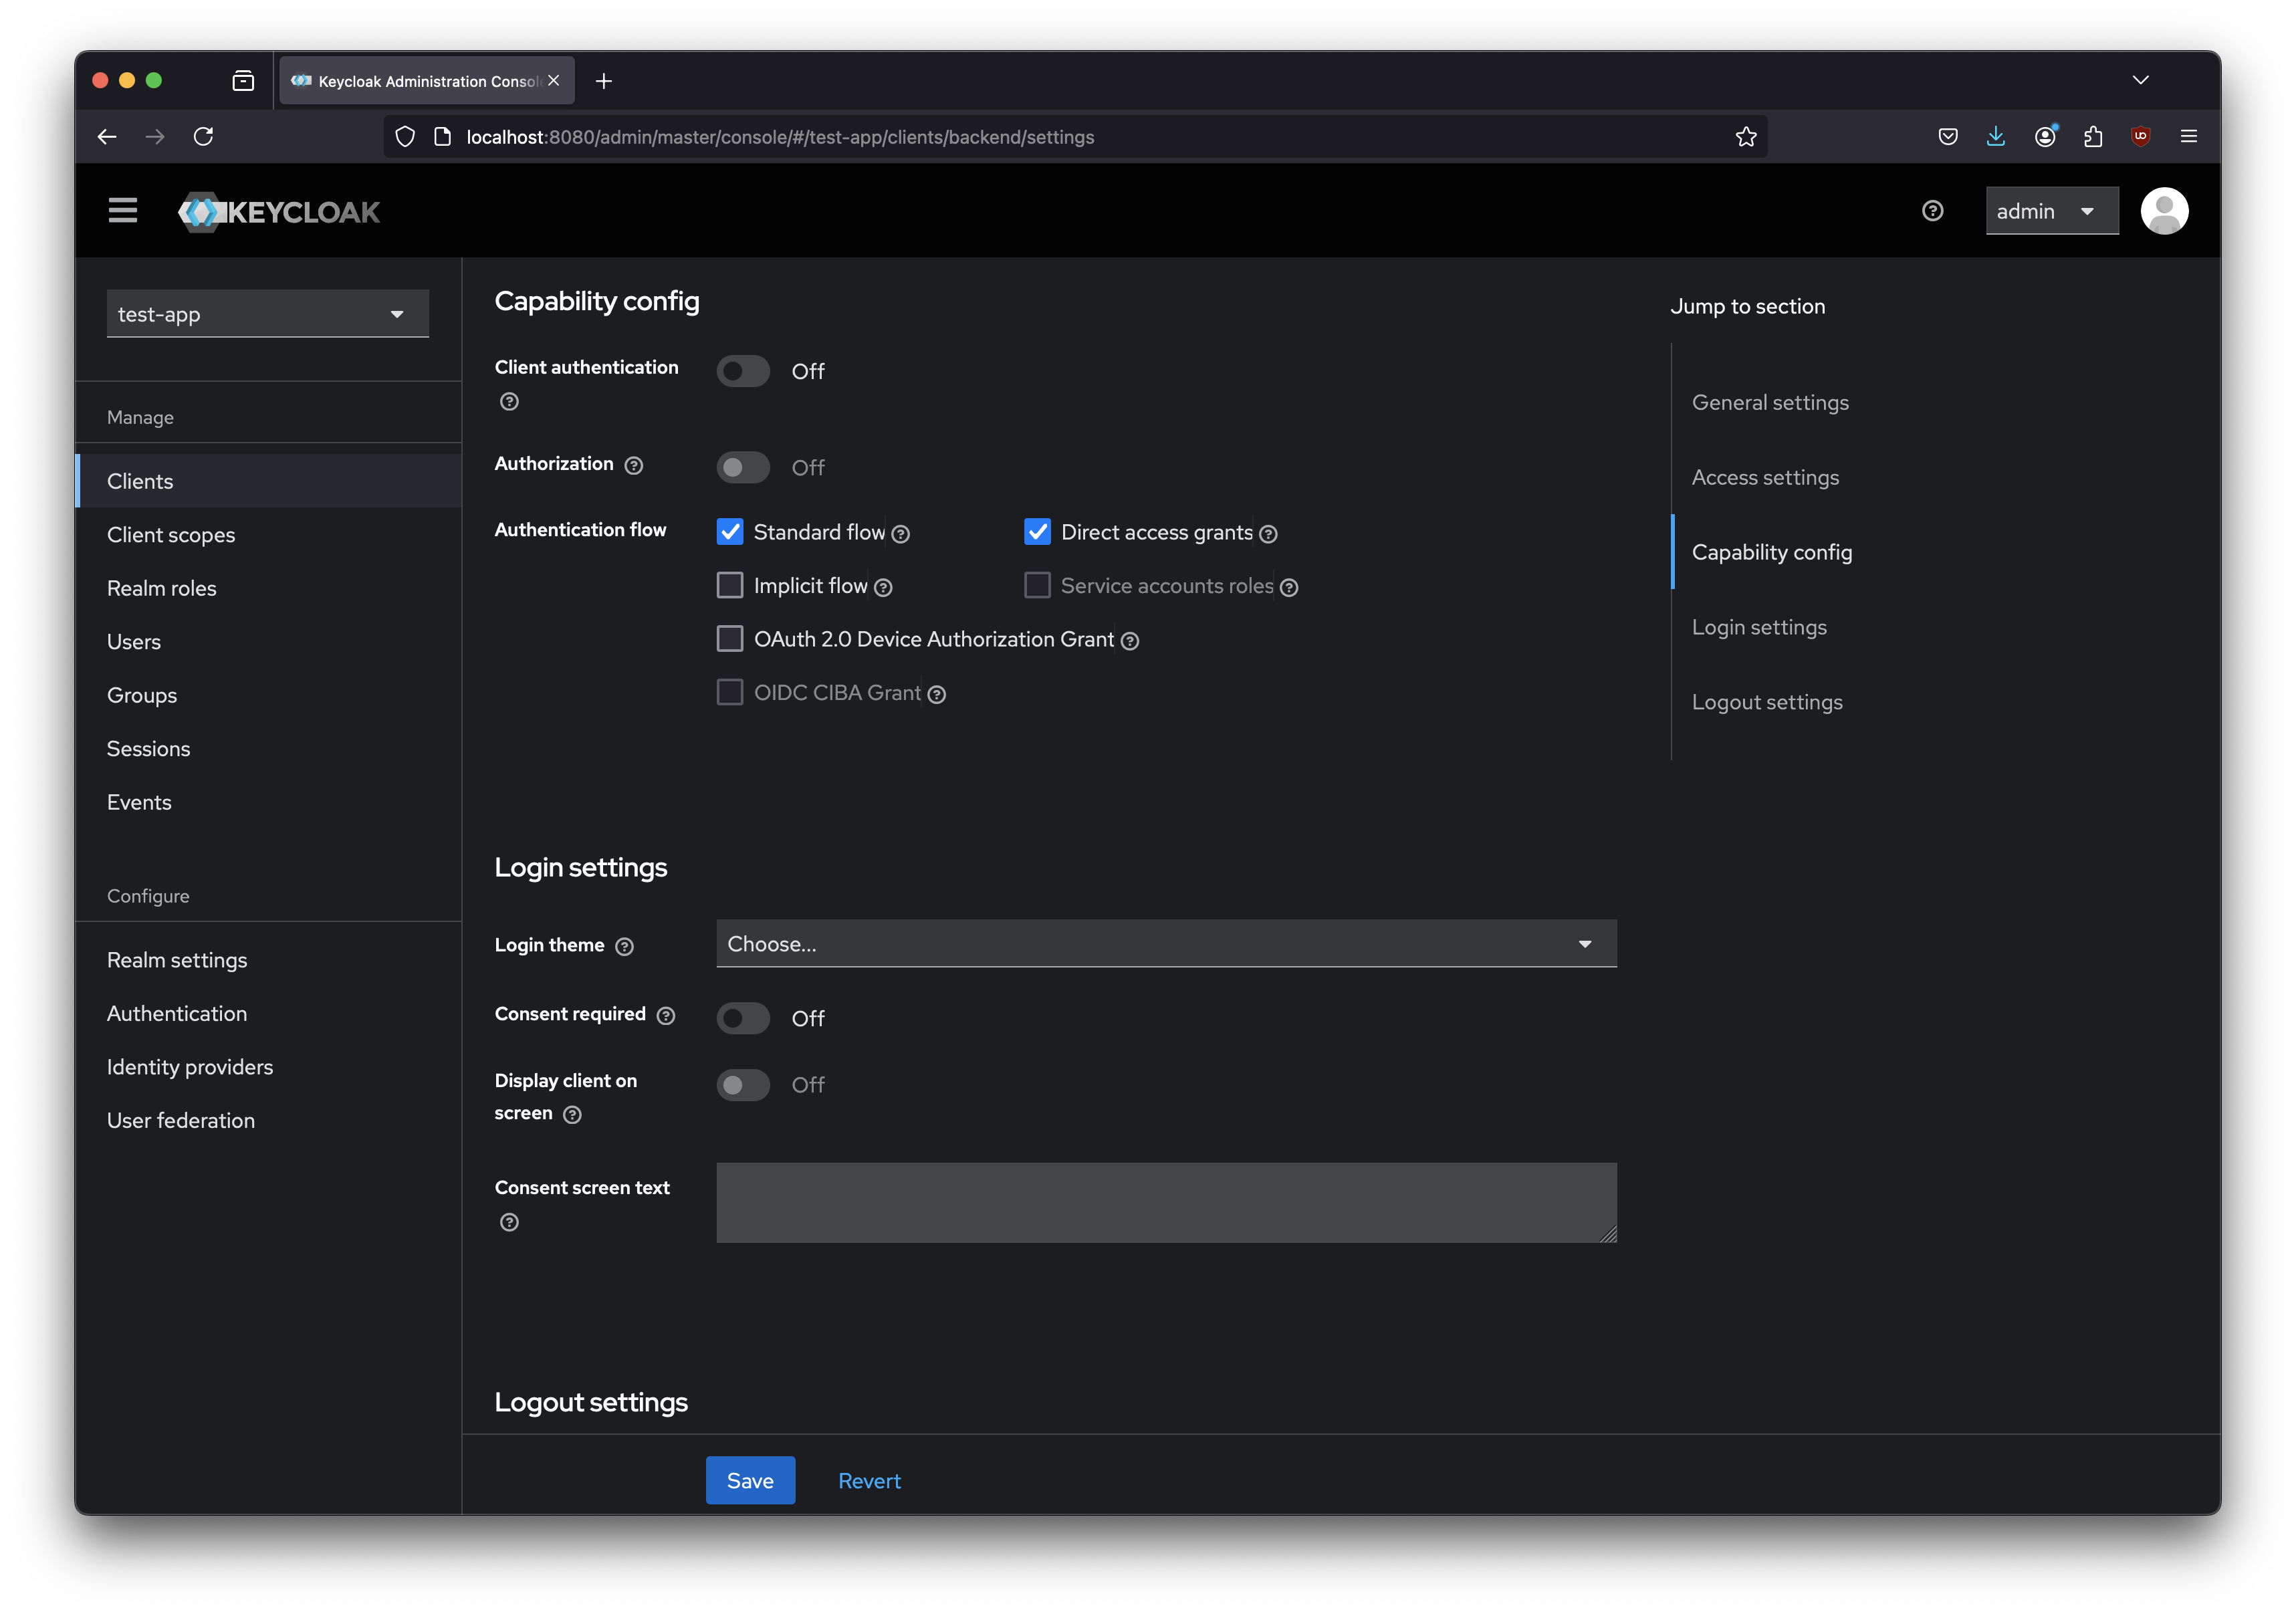 Keycloak Administration Consol
localhost:8080/admin/master/console/#/test-app/clients/backend/settings
KEYCLOAK
admin
test-app
Manage
Clients
Client scopes
Realm roles
Users
Groups
Sessions
Events
Configure
Realm settings
Authentication
Identity providers
User federation
Capability config
Client authentication
Off
Authorization
Off
Authentication flow
Standard flow
Direct access grants
Implicit flow
Service accounts roles
OAuth 2.0 Device Authorization Grant
OIDC CIBA Grant
Login settings
Login theme
Choose...
Consent required
Off
Display client on
screen
Off
Consent screen text
Logout settings
Save
Revert
Jump to section
General settings
Access settings
Capability config
Login settings
Logout settings